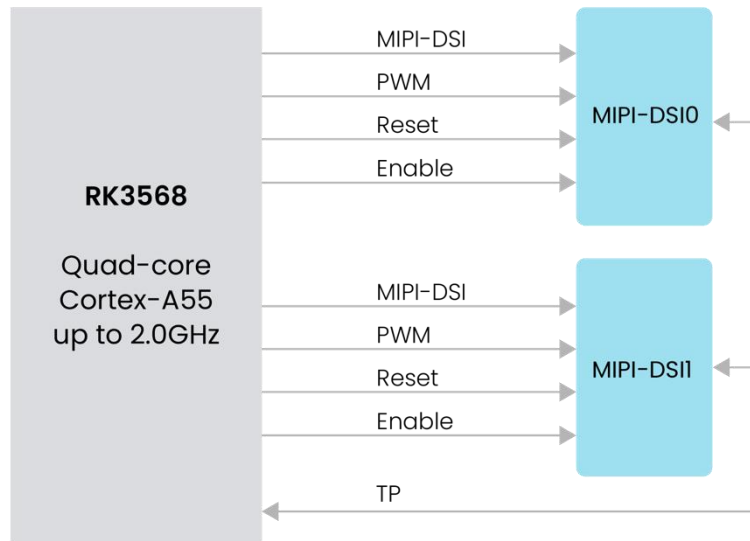 RK3568
Quad-core
Cortex-A55
up to 2.0GHz
MIPI-DSI
PWM
Reset
Enable
MIPI-DSI0
MIPI-DSI
PWM
Reset
Enable
MIPI-DSI1
TP